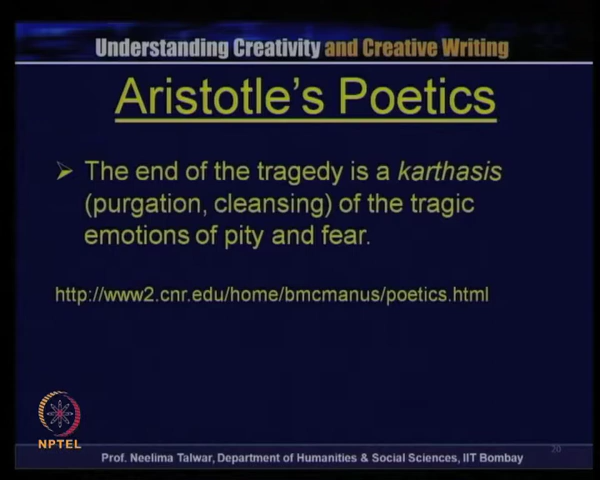 Understanding Creativity and Creative Writing
Aristotle's Poetics
The end of the tragedy is a karthasis
(purgation, cleansing) of the tragic
emotions of pity and fear.
http://www2.cnr.edu/home/bmcmanus/poetics.html
NPTEL
20
Prof. Neelima Talwar, Department of Humanities & Social Sciences, IIT Bombay